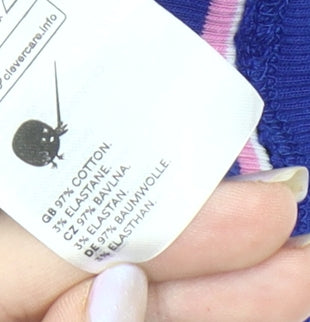 clevercare.info
GB 97% COTTON.
3% ELASTANE.
CZ 97% BAVLNA.
3% ELASTAN.
DE 97% BAUMWOLLE.
3% ELASTHAN.